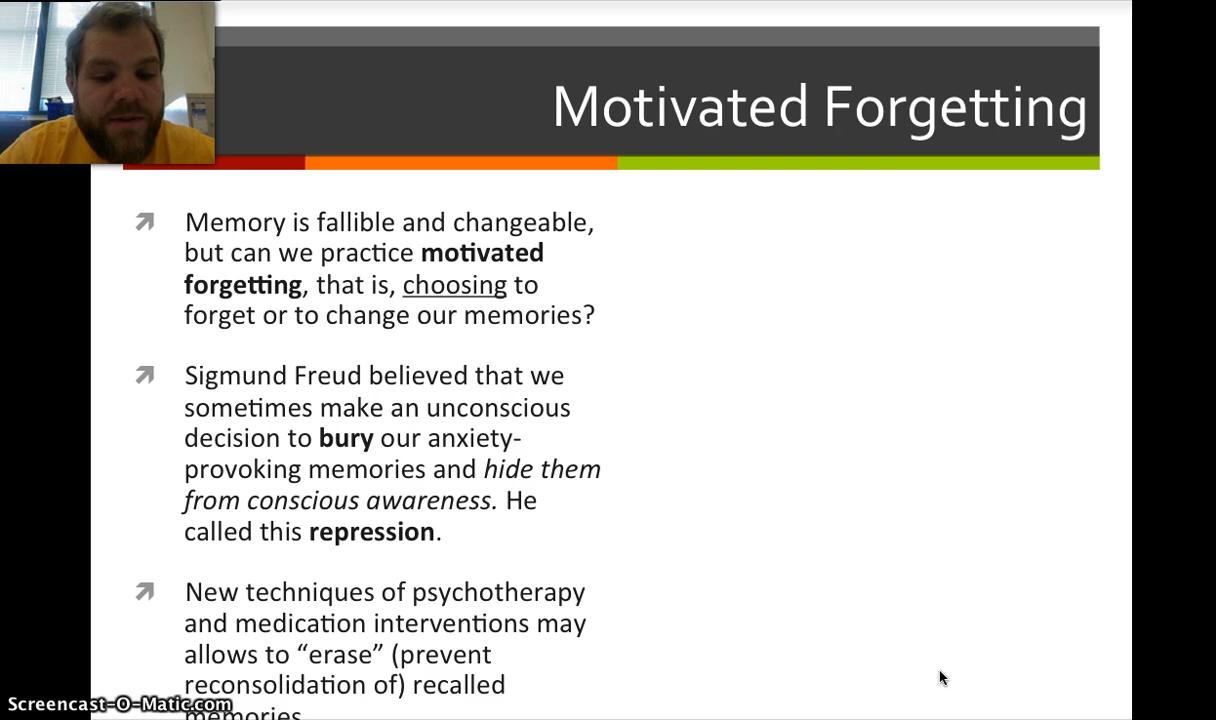 Motivated Forgetting
Memory is fallible and changeable,
but can we practice motivated
forgetting, that is, choosing to
forget or to change our memories?
Sigmund Freud believed that we
sometimes make an unconscious
decision to bury our anxiety-
provoking memories and hide them
from conscious awareness. He
called this repression.
New techniques of psychotherapy
and medication interventions may
allows to “erase” (prevent
reconsolidation of) recalled
memories.
Screencast-O-Matic.com